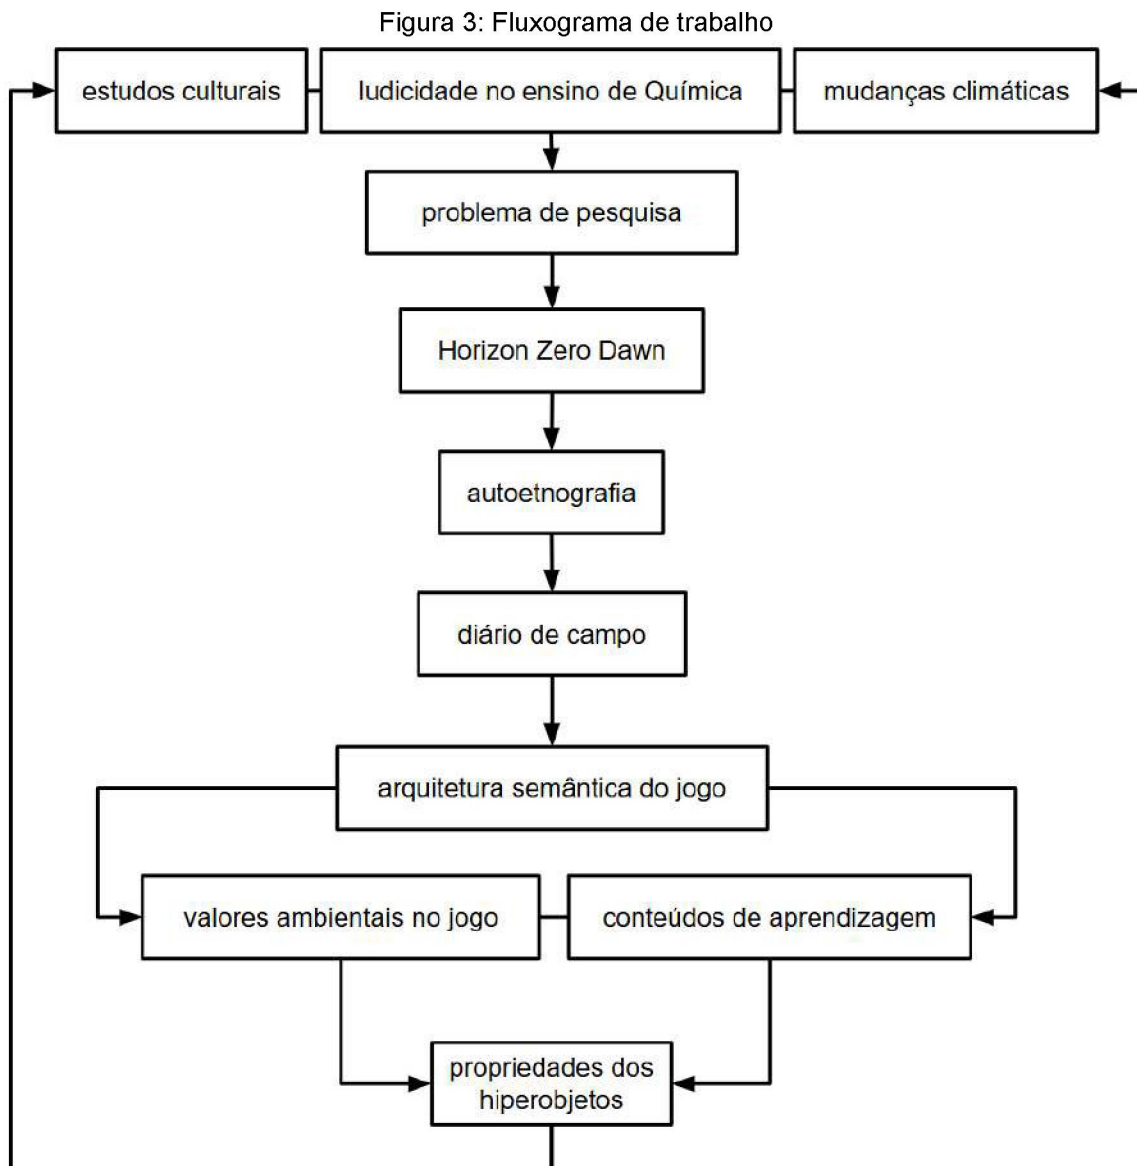 Figura 3: Fluxograma de trabalho
estudos culturais
ludicidade no ensino de Química
mudanças climáticas
problema de pesquisa
Horizon Zero Dawn
autoetnografia
diário de campo
arquitetura semântica do jogo
valores ambientais no jogo
conteúdos de aprendizagem
propriedades dos
hiperobjetos